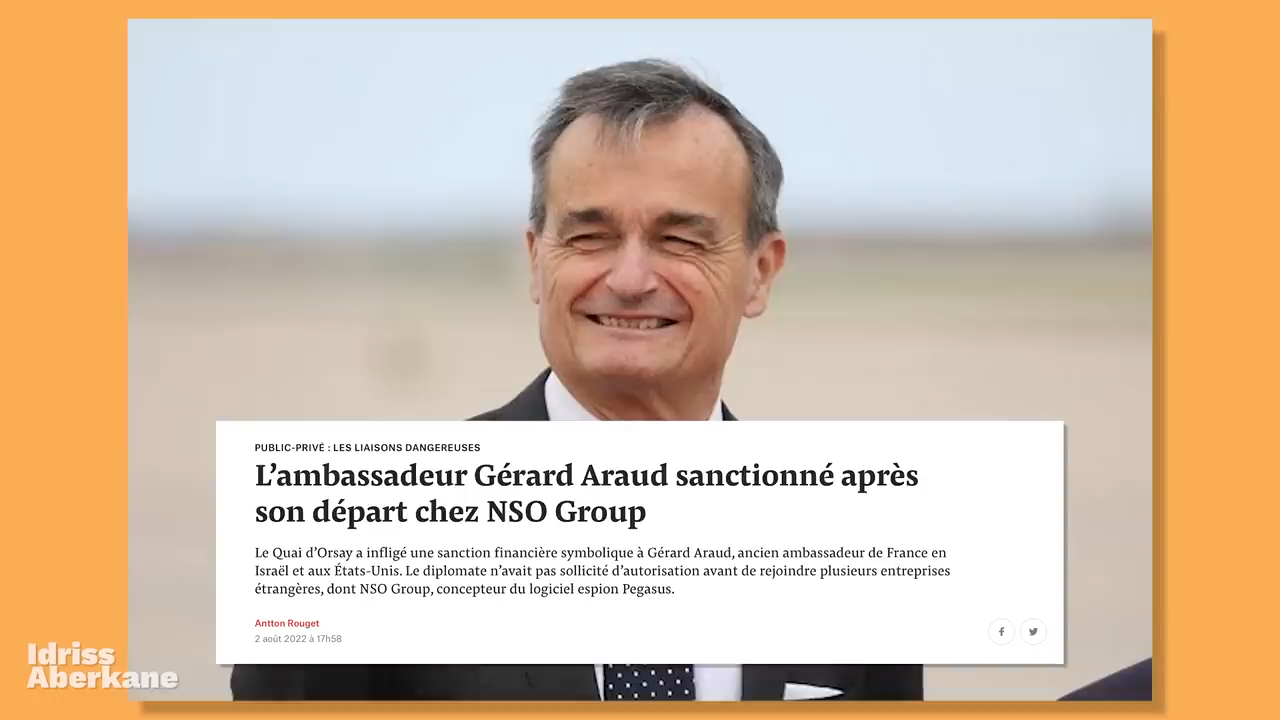 PUBLIC-PRIVÉ : LES LIAISONS DANGEREUSES
L’ambassadeur Gérard Araud sanctionné après
son départ chez NSO Group
Le Quai d’Orsay a infligé une sanction financière symbolique à Gérard Araud, ancien ambassadeur de France en
Israël et aux États-Unis. Le diplomate n’avait pas sollicité d’autorisation avant de rejoindre plusieurs entreprises
étrangères, dont NSO Group, concepteur du logiciel espion Pegasus.
Antton Rouget
2 août 2022 à 17h58
Idriss
Aberkane